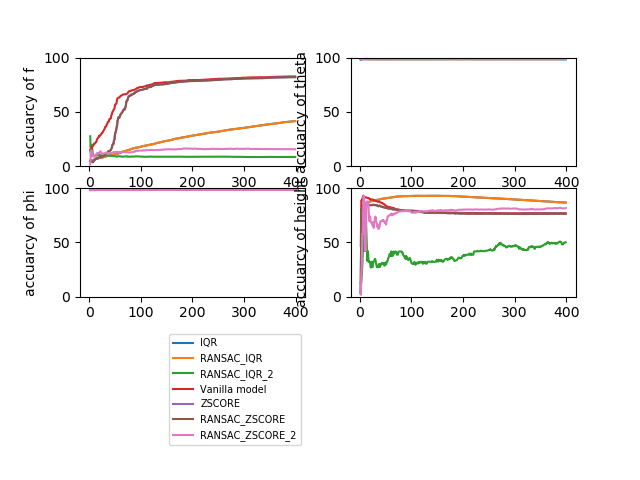 accuarcy of f
100
50
0
0
100
200
300
400
accuarcy of theta
100
50
0
0
100
200
300
400
accuarcy of phi
100
50
0
0
100
200
300
400
accuarcy of height
100
50
0
0
100
200
300
400
IQR
RANSAC_IQR
RANSAC_IQR_2
Vanilla model
ZSCORE
RANSAC_ZSCORE
RANSAC_ZSCORE_2